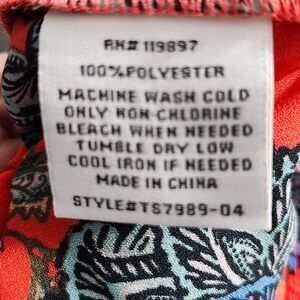 RN# 119897
100%POLYESTER
MACHINE WASH COLD
ONLY NON-CHLORINE
BLEACH WHEN NEEDED
TUMBLE DRY LOW
COOL IRON IF NEEDED
MADE IN CHINA
STYLE#TS7989-04